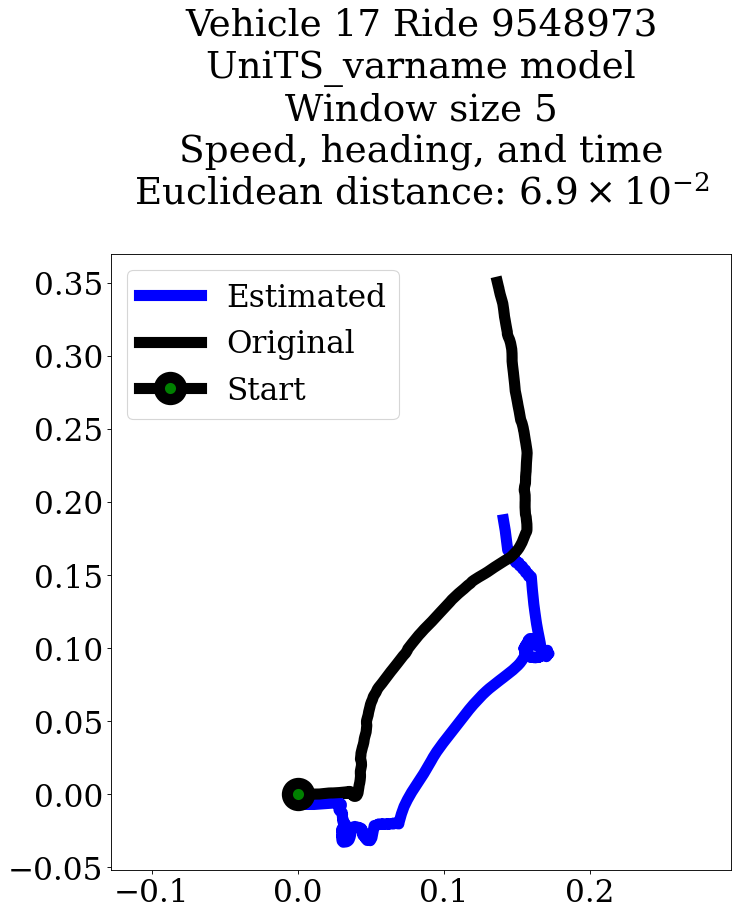 Vehicle 17 Ride 9548973
UniTS_varname model
Window size 5
Speed, heading, and time
Euclidean distance: 6.9 × 10⁻²
Estimated
Original
Start
0.35
0.30
0.25
0.20
0.15
0.10
0.05
0.00
−0.05
−0.1 0.0 0.1 0.2